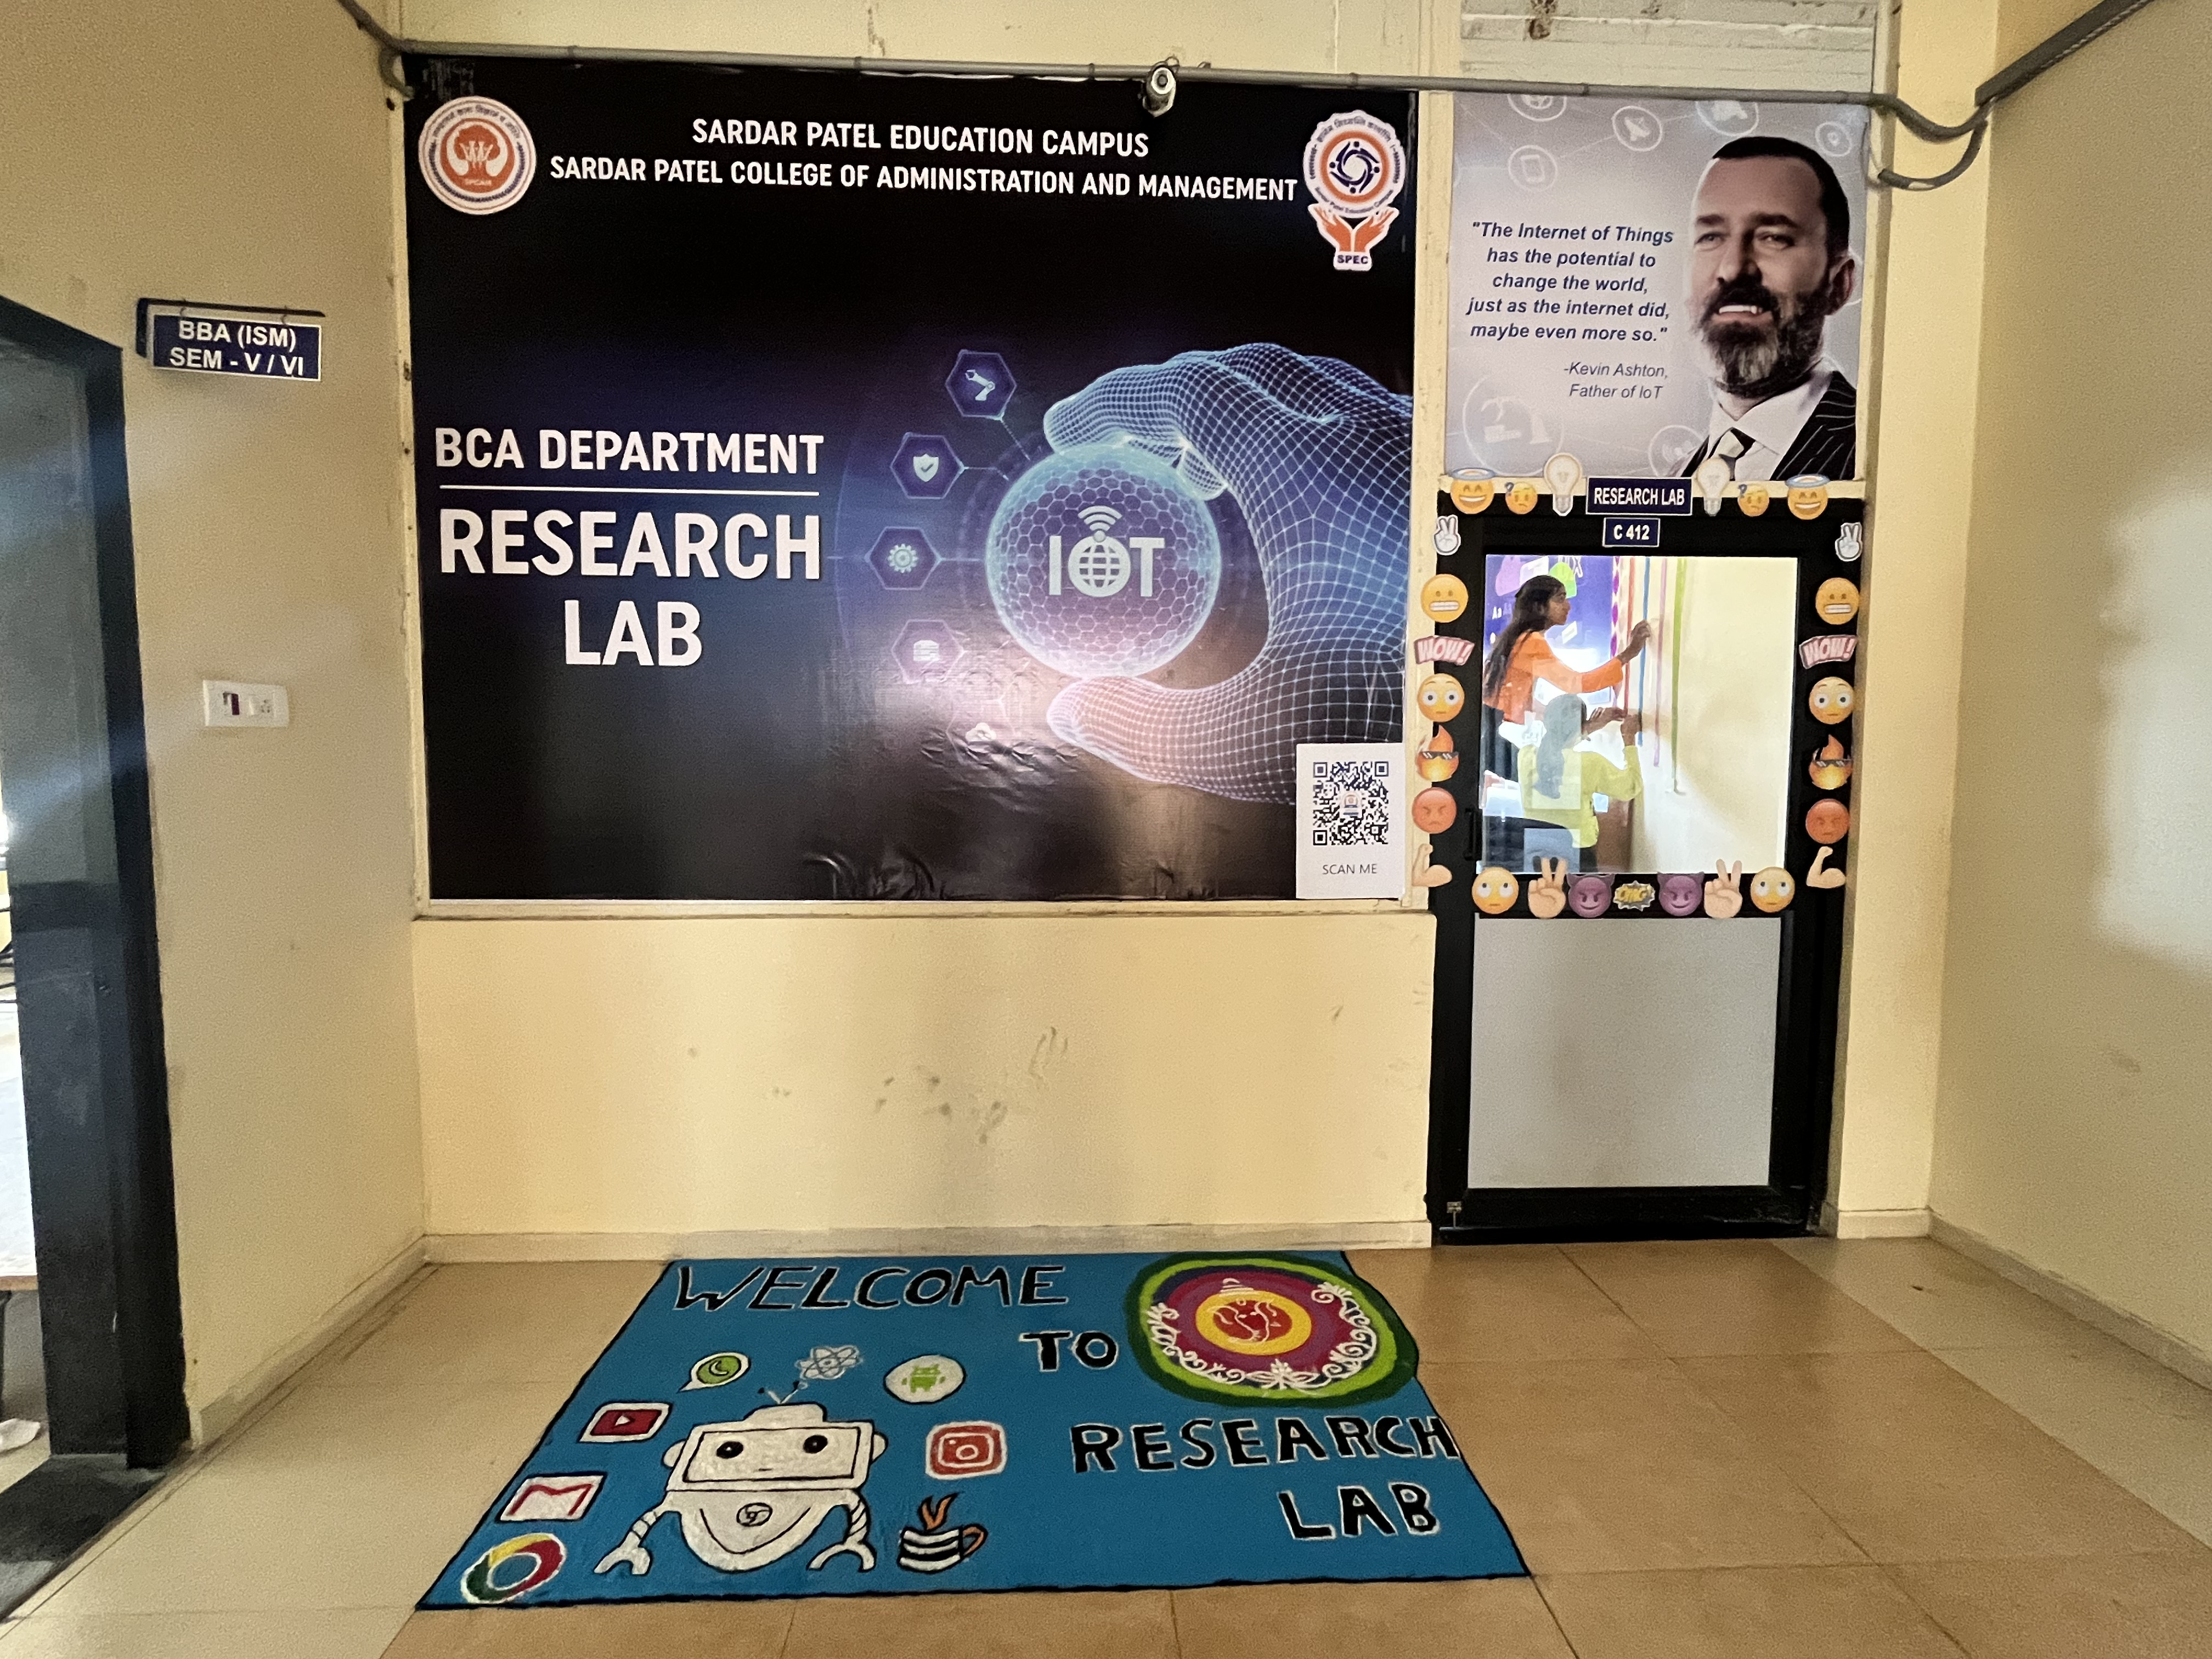 SARDAR PATEL EDUCATION CAMPUS
SARDAR PATEL COLLEGE OF ADMINISTRATION AND MANAGEMENT
SPCAM
SPEC
BBA (ISM)
SEM - V / VI
BCA DEPARTMENT
RESEARCH
LAB
IOT
SCAN ME
"The Internet of Things
has the potential to
change the world,
just as the internet did,
maybe even more so."
-Kevin Ashton,
Father of IoT
RESEARCH LAB
C 412
WOW!
WOW!
OMG
WELCOME
TO
RESEARCH
LAB